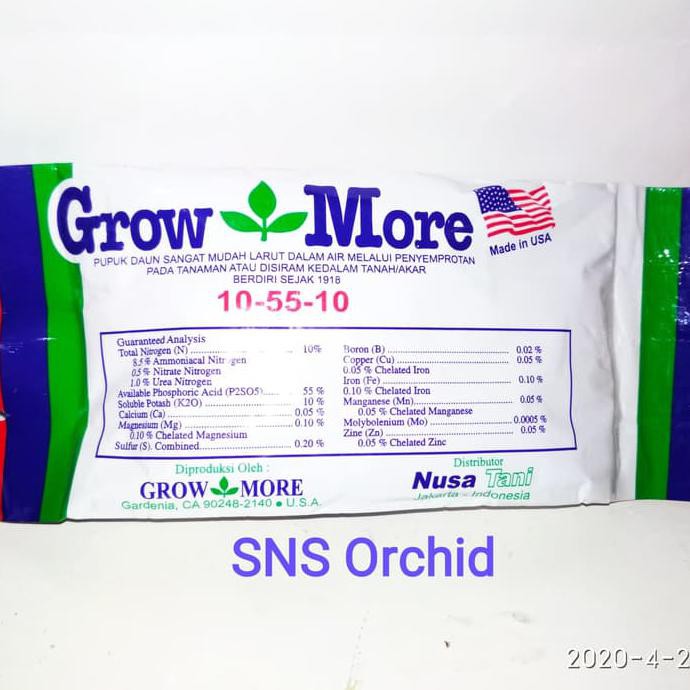 Grow More
Made in USA
PUPUK DAUN SANGAT MUDAH LARUT DALAM AIR MELALUI PENYEMPROTAN
PADA TANAMAN ATAU DISIRAM KEDALAM TANAH/AKAR
BERDIRI SEJAK 1918
10-55-10
Guaranteed Analysis
Total Nitrogen (N) 10%
8.5 % Ammoniacal Nitrogen
0.5 % Nitrate Nitrogen
1.0 % Urea Nitrogen
Available Phosphoric Acid (P2SO5) 55 %
Soluble Potash (K2O) 10 %
Calcium (Ca) 0.05 %
Magnesium (Mg) 0.10 %
0.10 % Chelated Magnesium
Sulfur (S). Combined 0.20 %
Boron (B) 0.02 %
Copper (Cu) 0.05 %
0.05 % Chelated Iron
Iron (Fe) 0.10 %
0.10 % Chelated Iron
Manganese (Mn) 0.05 %
0.05 % Chelated Manganese
Molybolenium (Mo) 0.0005 %
Zine (Zn) 0.05 %
0.05 % Chelated Zinc
Diproduksi Oleh :
GROW MORE
Gardenia, CA 90248-2140 ● U.S.A.
Distributor
Nusa Tani
Jakarta - Indonesia
SNS Orchid
2020-4-2